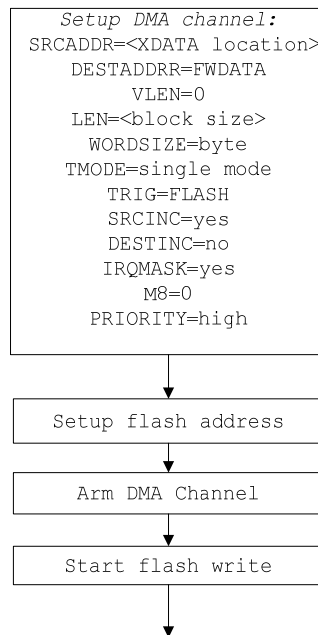 Setup DMA channel:
SRCADDR=<XDATA location>
DESTADDRR=FWDATA
VLEN=0
LEN=<block size>
WORDSIZE=byte
TMODE=single mode
TRIG=FLASH
SRCINC=yes
DESTINC=no
IRQMASK=yes
M8=0
PRIORITY=high
Setup flash address
Arm DMA Channel
Start flash write